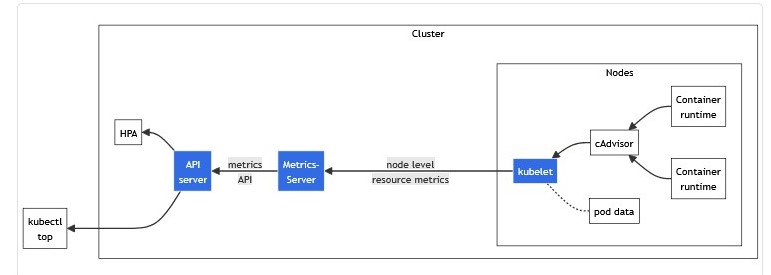 Cluster
Nodes
Container
runtime
HPA
cAdvisor
API
server
metrics
API
Metrics-
Server
node level
resource metrics
kubelet
Container
runtime
pod data
kubectl
top